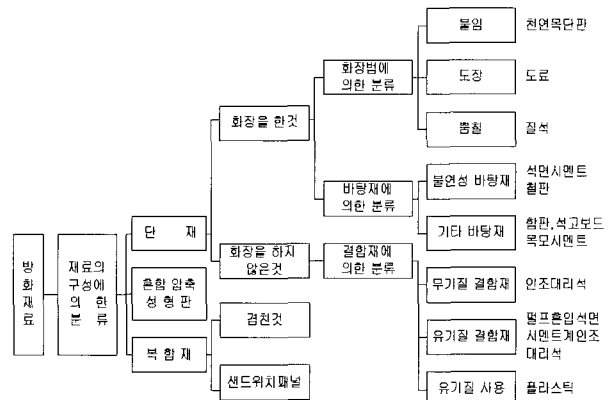 방
화
재
료
재료의
구성에
의 한
분 류
단 재
혼합 압축
성형판
복합재
화장을 한것
화장을 하지
않은것
겹친것
샌드위치패널
화장법에
의한 분류
바탕재에
의한 분류
결합재에
의한 분류
붙임 천연목단판
도장 도료
뿜칠 질석
불연성 바탕재 석면시멘트
철판
기타 바탕재 합판,석고보드
목모시멘트
무기질 결합재 인조대리석
유기질 결합재 펄프혼입석면
시멘트계인조
대리석
유기질 사용 플라스틱